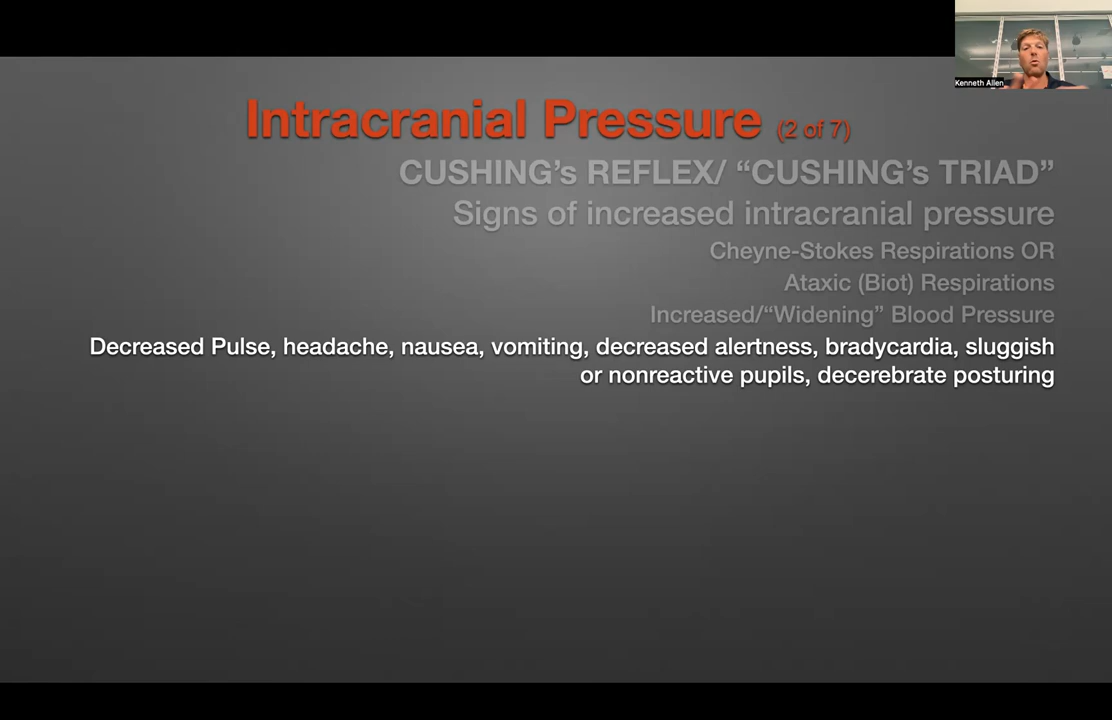 Kenneth Allen
Intracranial Pressure (2 of 7)
CUSHING's REFLEX/ “CUSHING's TRIAD”
Signs of increased intracranial pressure
Cheyne-Stokes Respirations OR
Ataxic (Biot) Respirations
Increased/“Widening” Blood Pressure
Decreased Pulse, headache, nausea, vomiting, decreased alertness, bradycardia, sluggish
or nonreactive pupils, decerebrate posturing